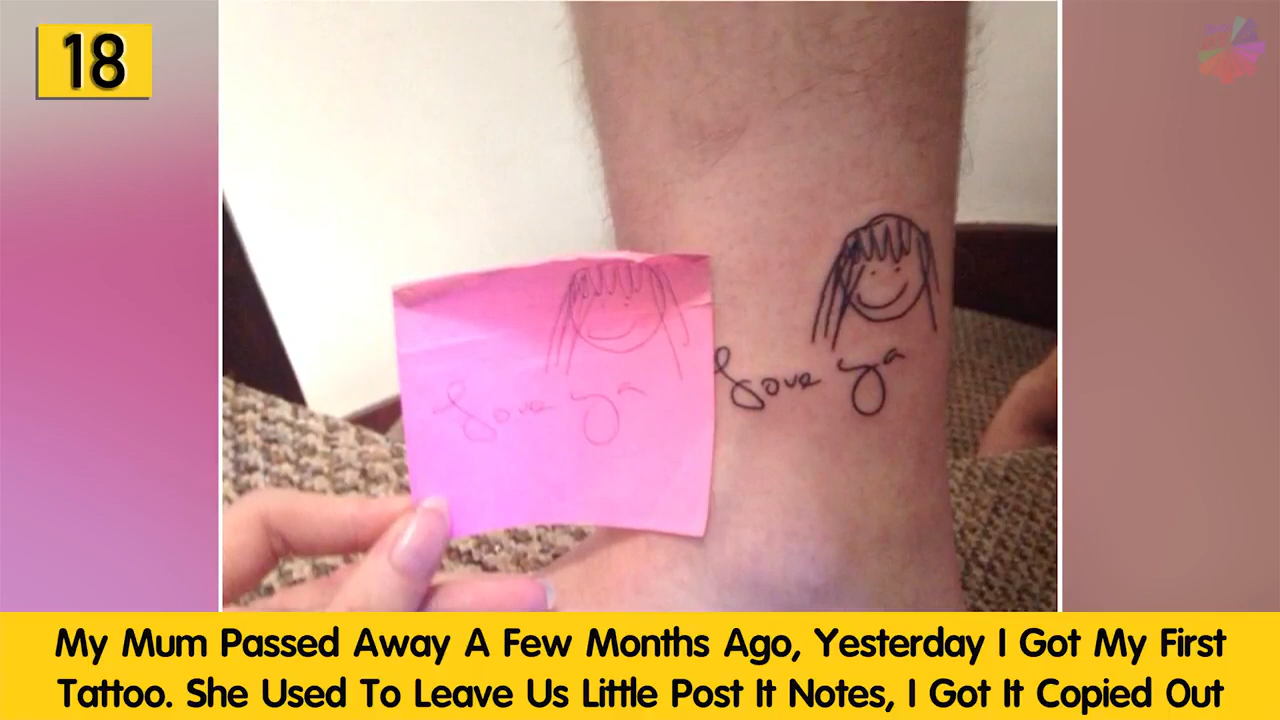 18
Love ya
Love ya
My Mum Passed Away A Few Months Ago, Yesterday I Got My First
Tattoo. She Used To Leave Us Little Post It Notes, I Got It Copied Out